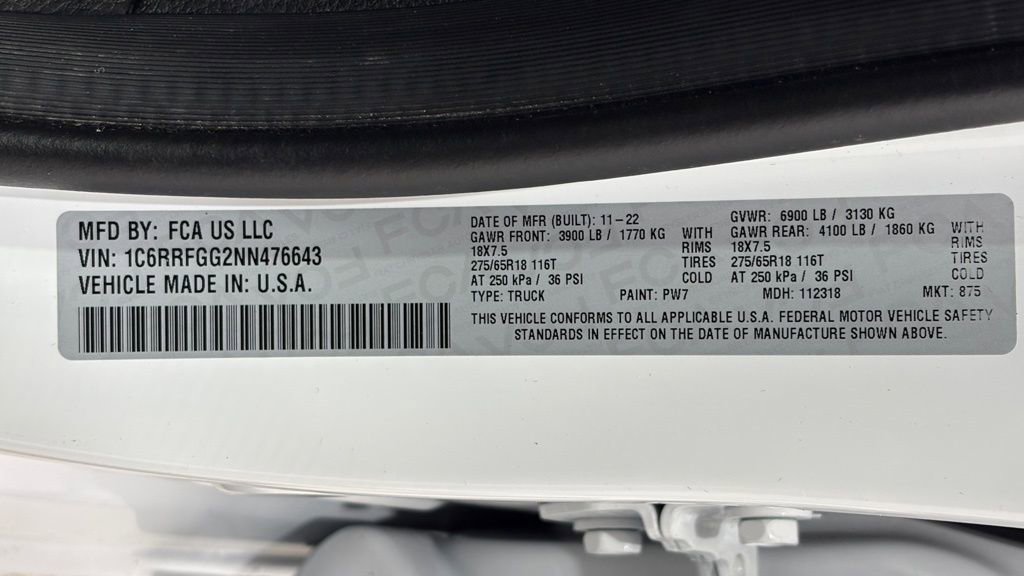 MFD BY: FCA US LLC
VIN: 1C6RRFGG2NN476643
VEHICLE MADE IN: U.S.A.
DATE OF MFR (BUILT): 11-22
GAWR FRONT: 3900 LB / 1770 KG WITH
18X7.5 RIMS
275/65R18 116T TIRES
AT 250 kPa / 36 PSI COLD
GVWR: 6900 LB / 3130 KG
GAWR REAR: 4100 LB / 1860 KG WITH
18X7.5 RIMS
275/65R18 116T TIRES
AT 250 kPa / 36 PSI COLD
TYPE: TRUCK PAINT: PW7 MDH: 112318 MKT: 875
THIS VEHICLE CONFORMS TO ALL APPLICABLE U.S.A. FEDERAL MOTOR VEHICLE SAFETY
STANDARDS IN EFFECT ON THE DATE OF MANUFACTURE SHOWN ABOVE.